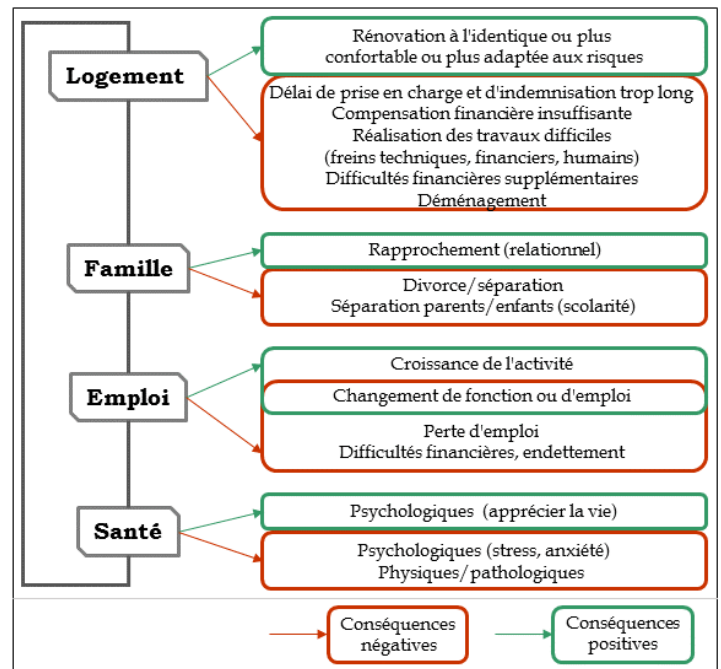 Logement
Rénovation à l'identique ou plus
confortable ou plus adaptée aux risques
Délai de prise en charge et d'indemnisation trop long
Compensation financière insuffisante
Réalisation des travaux difficiles
(freins techniques, financiers, humains)
Difficultés financières supplémentaires
Déménagement
Famille
Rapprochement (relationnel)
Divorce/séparation
Séparation parents/enfants (scolarité)
Emploi
Croissance de l'activité
Changement de fonction ou d'emploi
Perte d'emploi
Difficultés financières, endettement
Santé
Psychologiques (apprécier la vie)
Psychologiques (stress, anxiété)
Physiques/pathologiques
Conséquences
négatives
Conséquences
positives